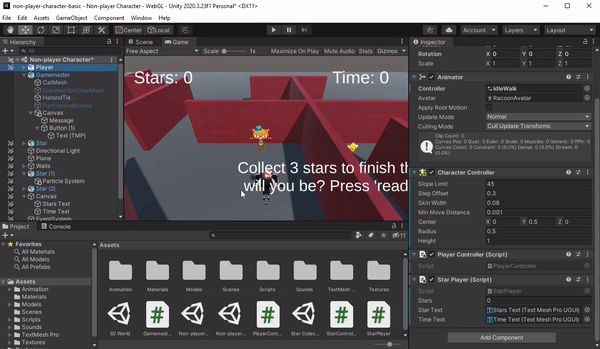 non-player-character-basic - Non-player Character - WebGL - Unity 2020.3.23f1 Personal* <DX11>
File Edit Assets GameObject Component Window Help
Center Local
Account Layers Layout
Hierarchy
All
Non-player Character*
Player
Gamemaster
CatMesh
ConstructionGearMesh
HatandTie
Canvas
Message
Button (1)
Text (TMP)
Star
Directional Light
Plane
Walls
Star (1)
Particle System
Star (2)
Canvas
Stars Text
Time Text
EventSystem
Scene Game
Free Aspect Scale 1x Maximize On Play Mute Audio Stats Gizmos
Stars: 0 Time: 0
Collect 3 stars to finish th
will you be? Press 'read
Project Console
11
Favorites
All Materials
All Models
All Prefabs
Assets
Animation
Materials
Models
Scenes
Scripts
Sounds
TextMesh Pro
Textures
Assets
Animation Materials Models Scenes Scripts Sounds TextMesh ... Textures
3D World Gamemast... Non-playe... Non-playe... PlayerCont... Star Collec... StarContro... StarPlayer
Inspector
Rotation X 0 Y 0 Z 0
Scale X 1 Y 1 Z 1
Animator
Controller IdleWalk
Avatar RacoonAvatar
Apply Root Motion
Update Mode Normal
Culling Mode Cull Update Transforms
Clip Count: 0
Curves Pos: 0 Quat: 0 Euler: 0 Scale: 0 Muscles: 0 Generic: 0 PPtr: 0
Curves Count: 0 Constant: 0 (0.0%) Dense: 0 (0.0%) Stream: 0
(0.0%)
Character Controller
Slope Limit 45
Step Offset 0.3
Skin Width 0.08
Min Move Distance 0.001
Center X 0 Y 0.5 Z 0
Radius 0.5
Height 1
Player Controller (Script)
Script PlayerController
Star Player (Script)
Script StarPlayer
Stars 0
Star Text Stars Text (Text Mesh Pro UGUI)
Time Text Time Text (Text Mesh Pro UGUI)
Add Component